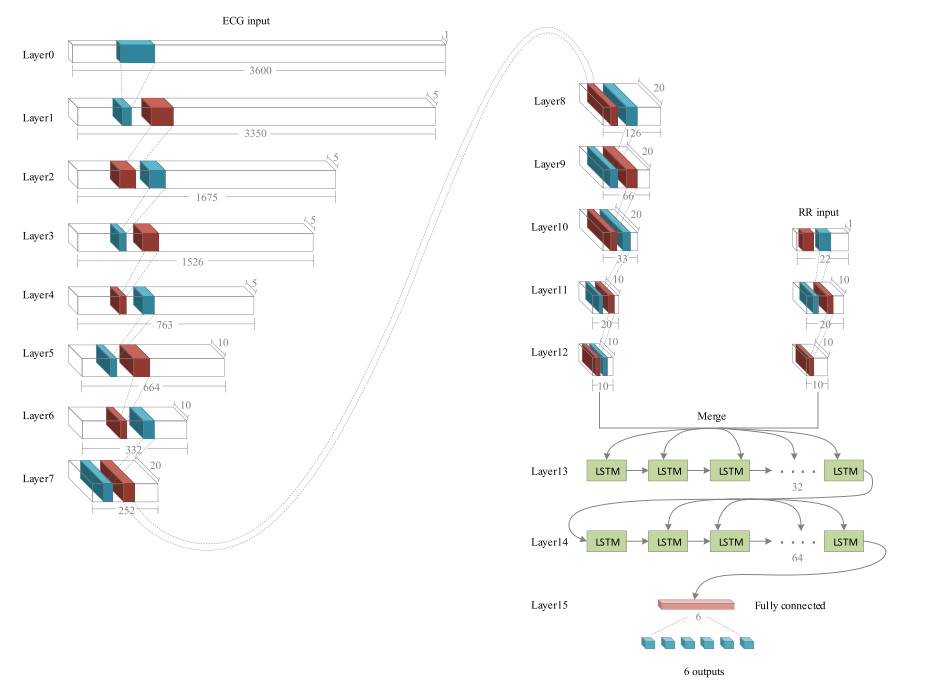 ECG input
Layer0
1
3600
Layer1
5
3350
Layer2
5
1675
Layer3
5
1526
Layer4
5
763
Layer5
10
664
Layer6
10
332
Layer7
20
252
Layer8
20
126
Layer9
20
66
Layer10
20
33
RR input
1
22
Layer11
10
20
10
20
Layer12
10
10
10
10
Merge
Layer13
LSTM LSTM LSTM . . . . LSTM
32
Layer14
LSTM LSTM LSTM . . . . LSTM
64
Layer15
Fully connected
6
6 outputs